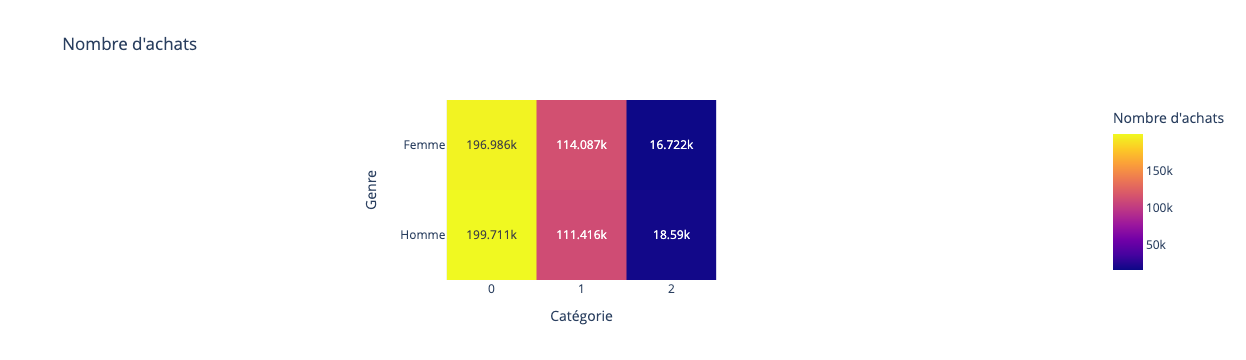 Nombre d'achats
Nombre d'achats
Femme 196.986k 114.087k 16.722k
150k
100k
Genre
Homme 199.711k 111.416k 18.59k
50k
0 1 2
Catégorie